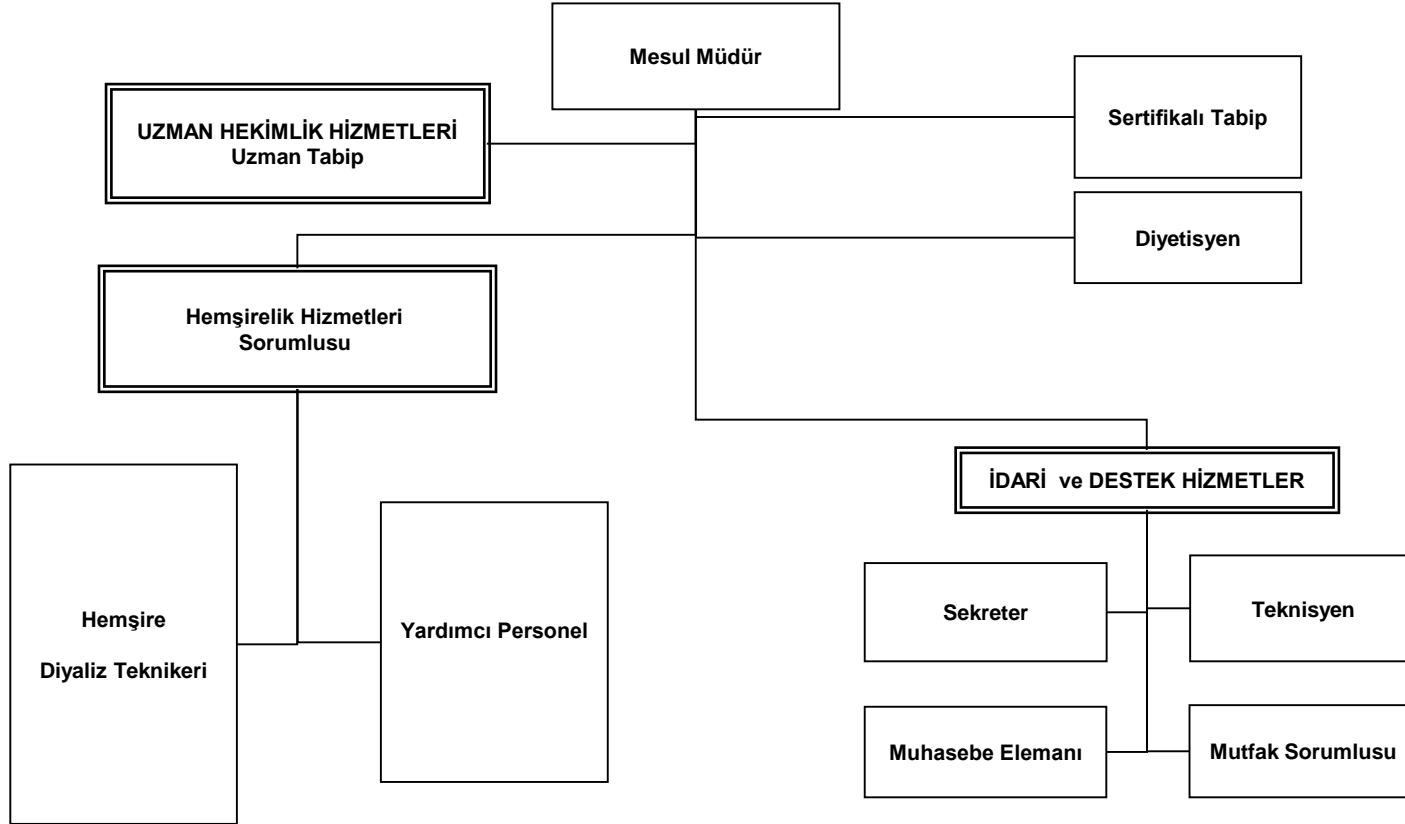 Mesul Müdür
UZMAN HEKİMLİK HİZMETLERİ
Uzman Tabip
Sertifikalı Tabip
Diyetisyen
Hemşirelik Hizmetleri
Sorumlusu
İDARİ ve DESTEK HİZMETLER
Hemşire
Diyaliz Teknikeri
Yardımcı Personel
Sekreter
Teknisyen
Muhasebe Elemanı
Mutfak Sorumlusu